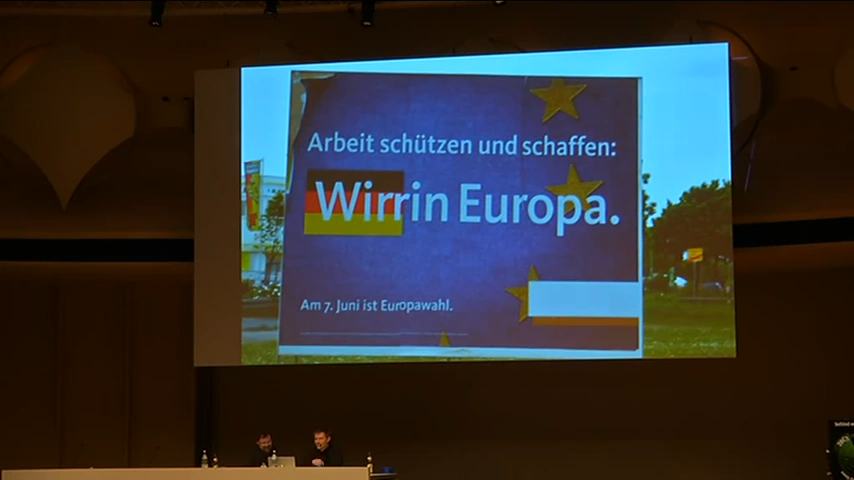 Arbeit schützen und schaffen:
Wirrin Europa.
Am 7. Juni ist Europawahl.